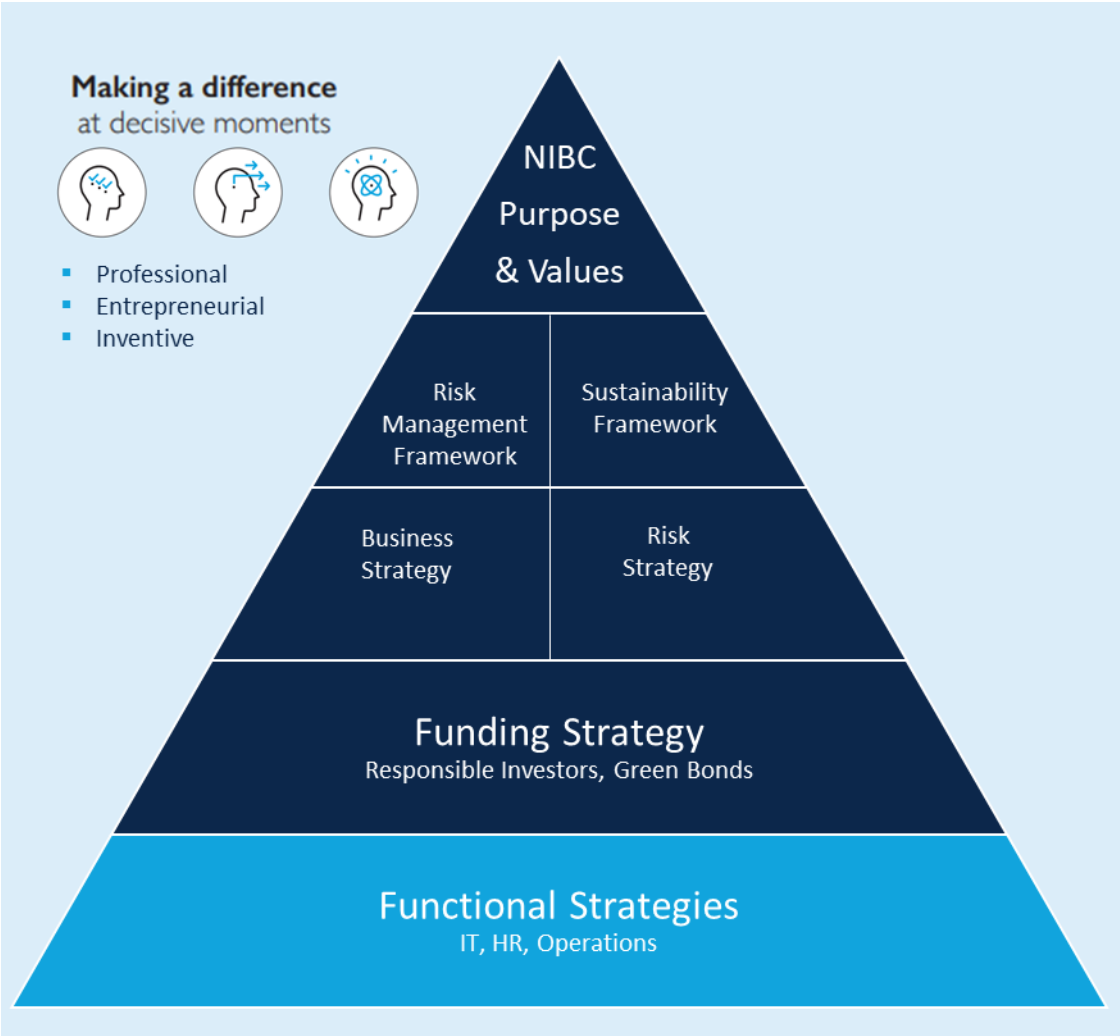 Making a difference
at decisive moments
Professional
Entrepreneurial
Inventive
NIBC
Purpose
& Values
Risk
Management
Framework
Sustainability
Framework
Business
Strategy
Risk
Strategy
Funding Strategy
Responsible Investors, Green Bonds
Functional Strategies
IT, HR, Operations